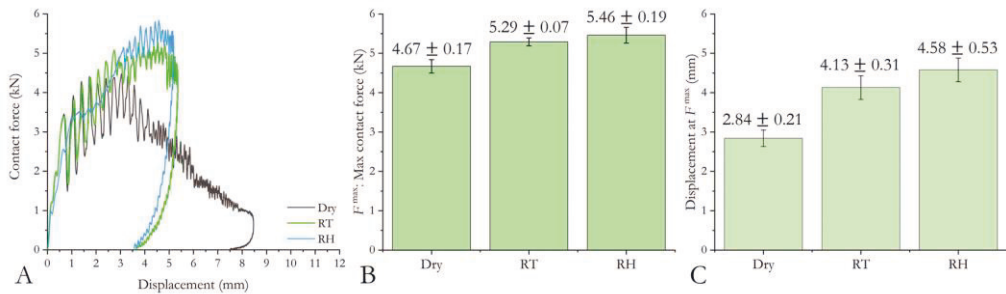 Contact force (kN)
6
5
4
3
2
1
0
0 1 2 3 4 5 6 7 8 9 10 11 12
Displacement (mm)
Dry
RT
RH
A
F max: Max contact force (kN)
6
5
4
3
2
1
0
4.67 ± 0.17
5.29 ± 0.07
5.46 ± 0.19
Dry RT RH
B
Displacement at F max (mm)
6
5
4
3
2
1
0
2.84 ± 0.21
4.13 ± 0.31
4.58 ± 0.53
Dry RT RH
C